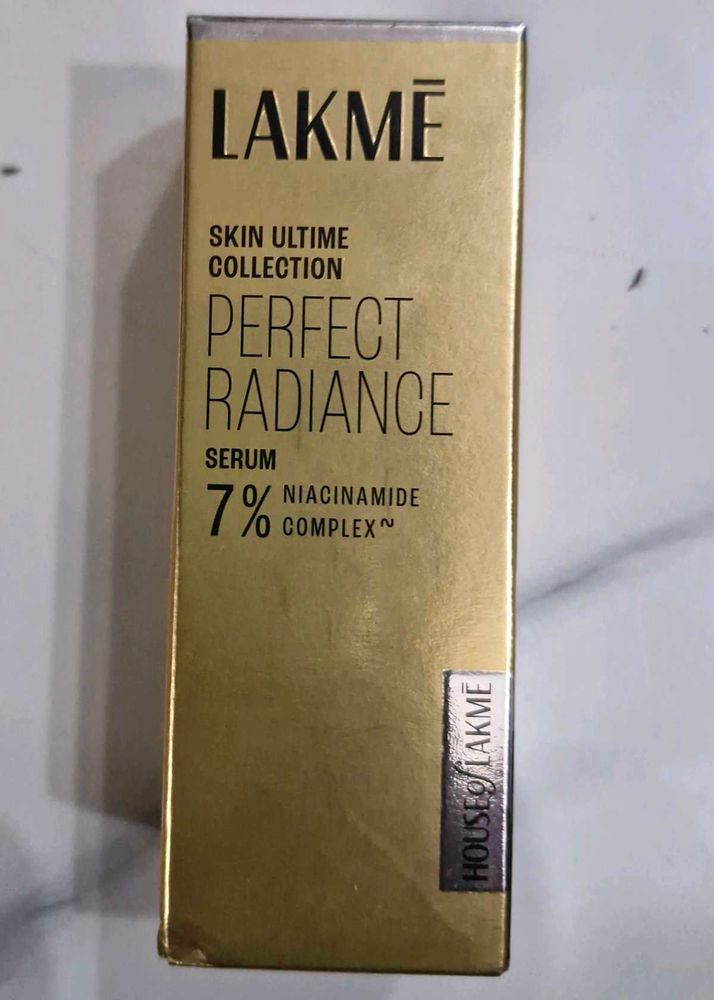 LAKMĒ
SKIN ULTIME
COLLECTION
PERFECT
RADIANCE
SERUM
7% NIACINAMIDE
COMPLEX~
HOUSE of LAKMĒ